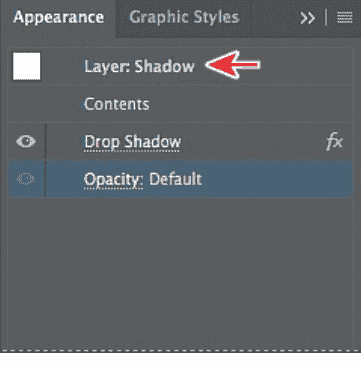 Appearance Graphic Styles
Layer: Shadow
Contents
Drop Shadow fx
Opacity: Default